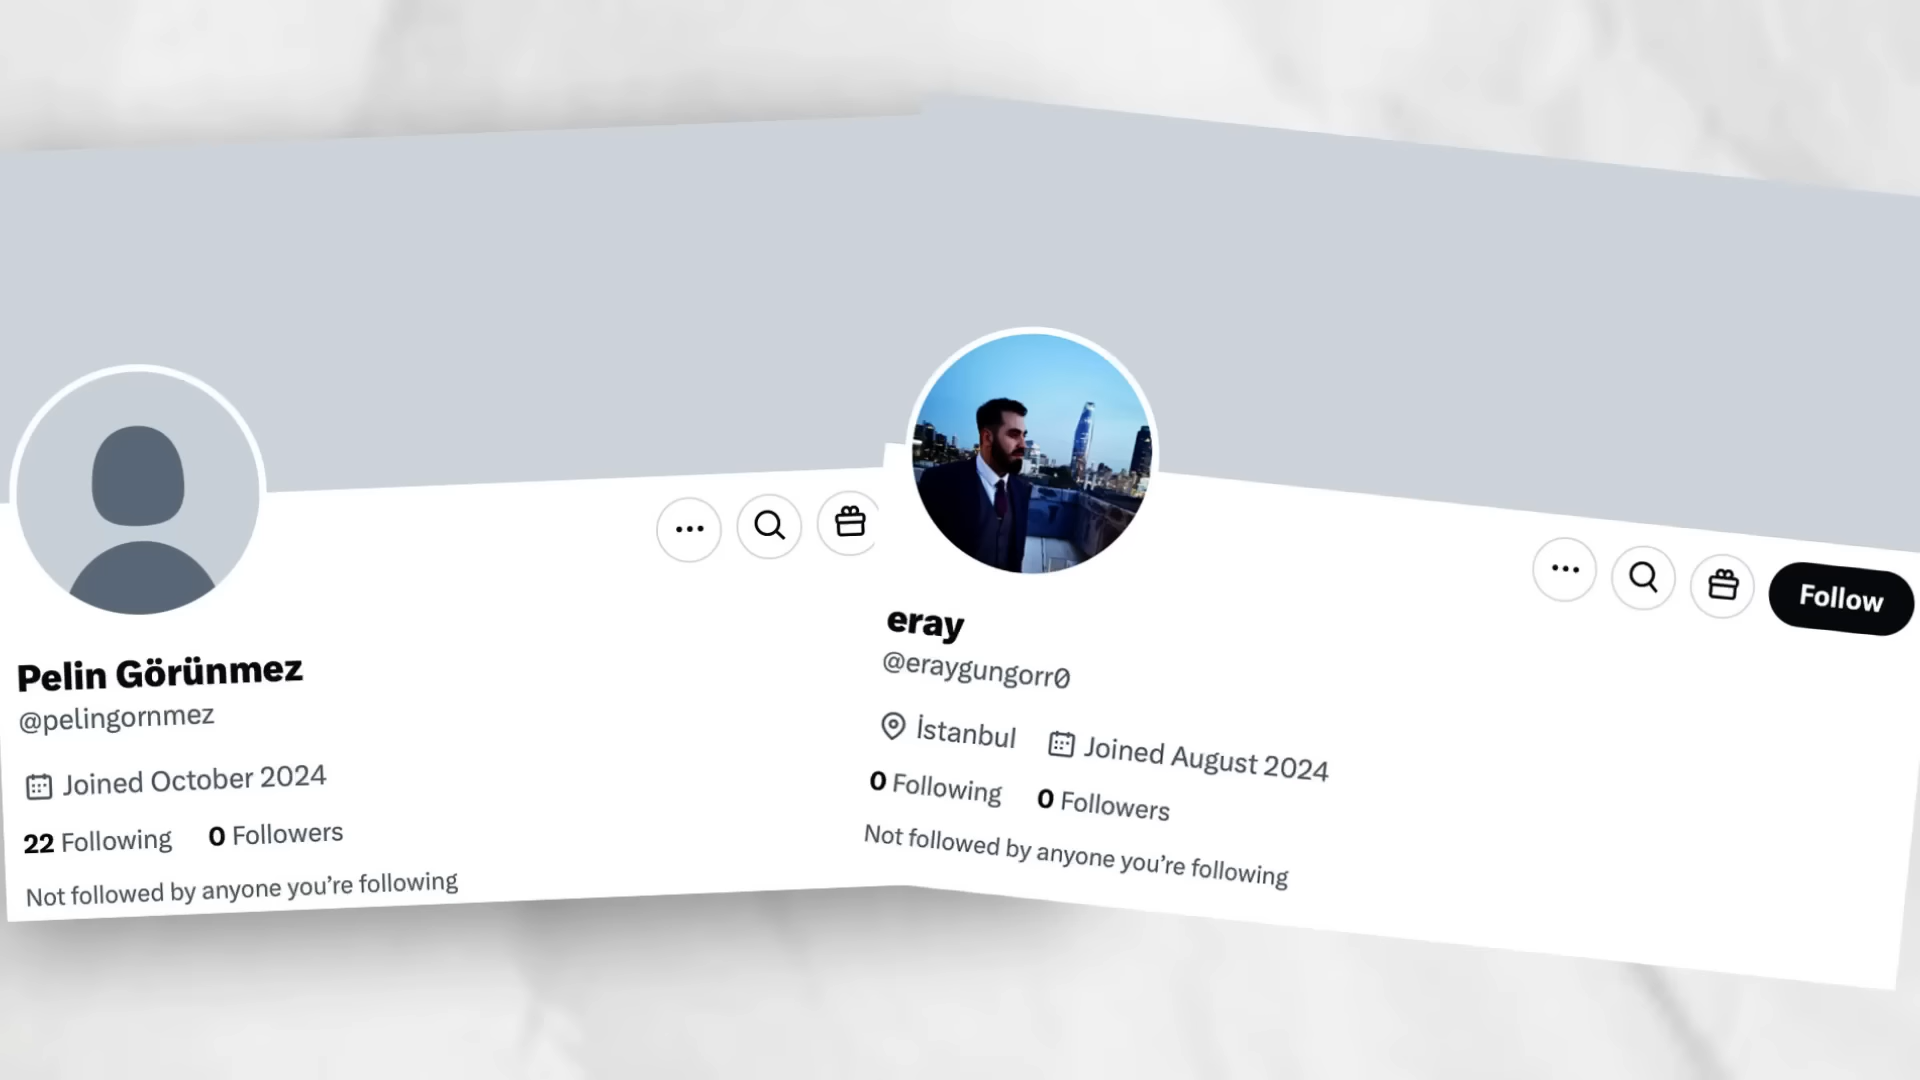 Pelin Görünmez
@pelingornmez
Joined October 2024
22 Following 0 Followers
Not followed by anyone you’re following
Follow
eray
@eraygungorr0
İstanbul Joined August 2024
0 Following 0 Followers
Not followed by anyone you’re following